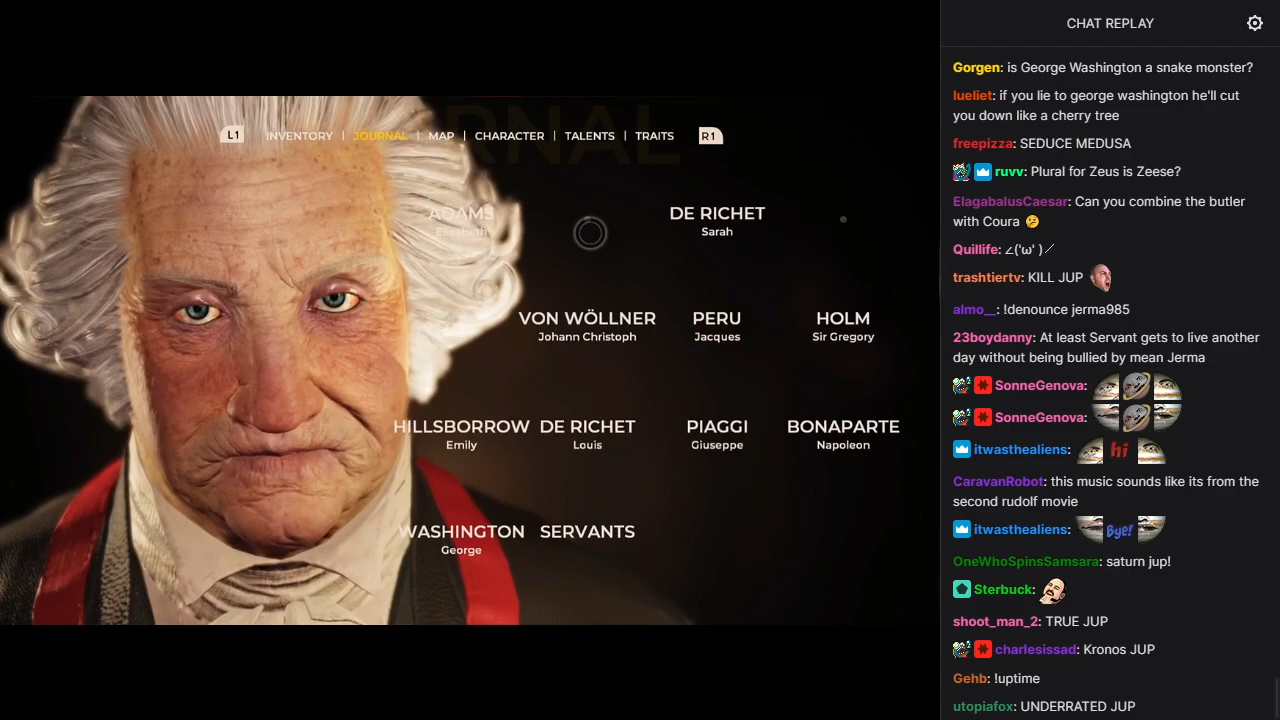 L1 INVENTORY | JOURNAL | MAP | CHARACTER | TALENTS | TRAITS R1
ADAMS
Elisabeth
DE RICHET
Sarah
VON WÖLLNER
Johann Christoph
PERU
Jacques
HOLM
Sir Gregory
HILLSBORROW
Emily
DE RICHET
Louis
PIAGGI
Giuseppe
BONAPARTE
Napoleon
WASHINGTON
George
SERVANTS
CHAT REPLAY
Gorgen: is George Washington a snake monster?
lueliet: if you lie to george washington he'll cut
you down like a cherry tree
freepizza: SEDUCE MEDUSA
ruvv: Plural for Zeus is Zeese?
ElagabalusCaesar: Can you combine the butler
with Coura 🤔
Quillife: ∠('ω' )／
trashtiertv: KILL JUP
almo__: !denounce jerma985
23boydanny: At least Servant gets to live another
day without being bullied by mean Jerma
SonneGenova:
SonneGenova:
itwasthealiens: hi
CaravanRobot: this music sounds like its from the
second rudolf movie
itwasthealiens: Bye!
OneWhoSpinsSamsara: saturn jup!
Sterbuck:
shoot_man_2: TRUE JUP
charlesissad: Kronos JUP
Gehb: !uptime
utopiafox: UNDERRATED JUP